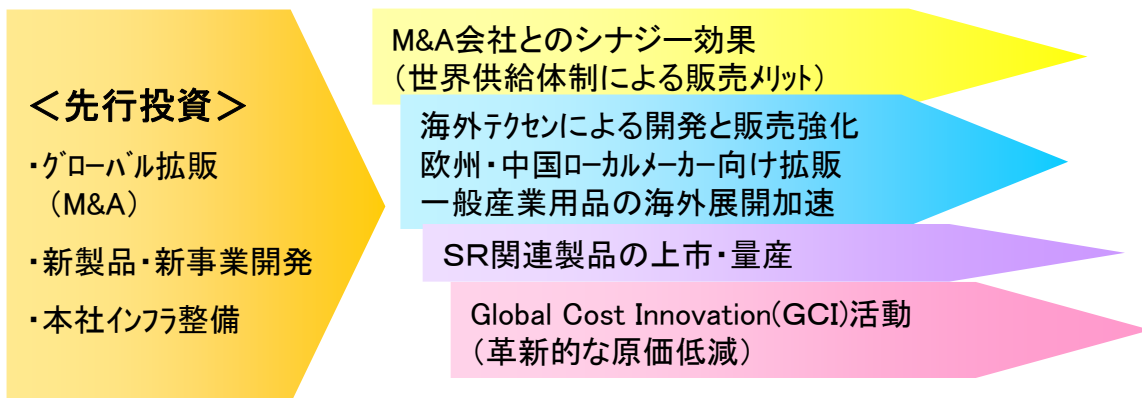 ＜先行投資＞
・ｸﾞﾛｰﾊﾞﾙ拡販
（M&A）
・新製品・新事業開発
・本社ｲﾝﾌﾗ整備
M&A会社とのシナジー効果
（世界供給体制による販売ﾒﾘｯﾄ）
海外ﾃｸｾﾝによる開発と販売強化
欧州・中国ﾛｰｶﾙﾒｰｶｰ向け拡販
一般産業用品の海外展開加速
ＳＲ関連製品の上市・量産
Global Cost Innovation(GCI)活動
（革新的な原価低減）